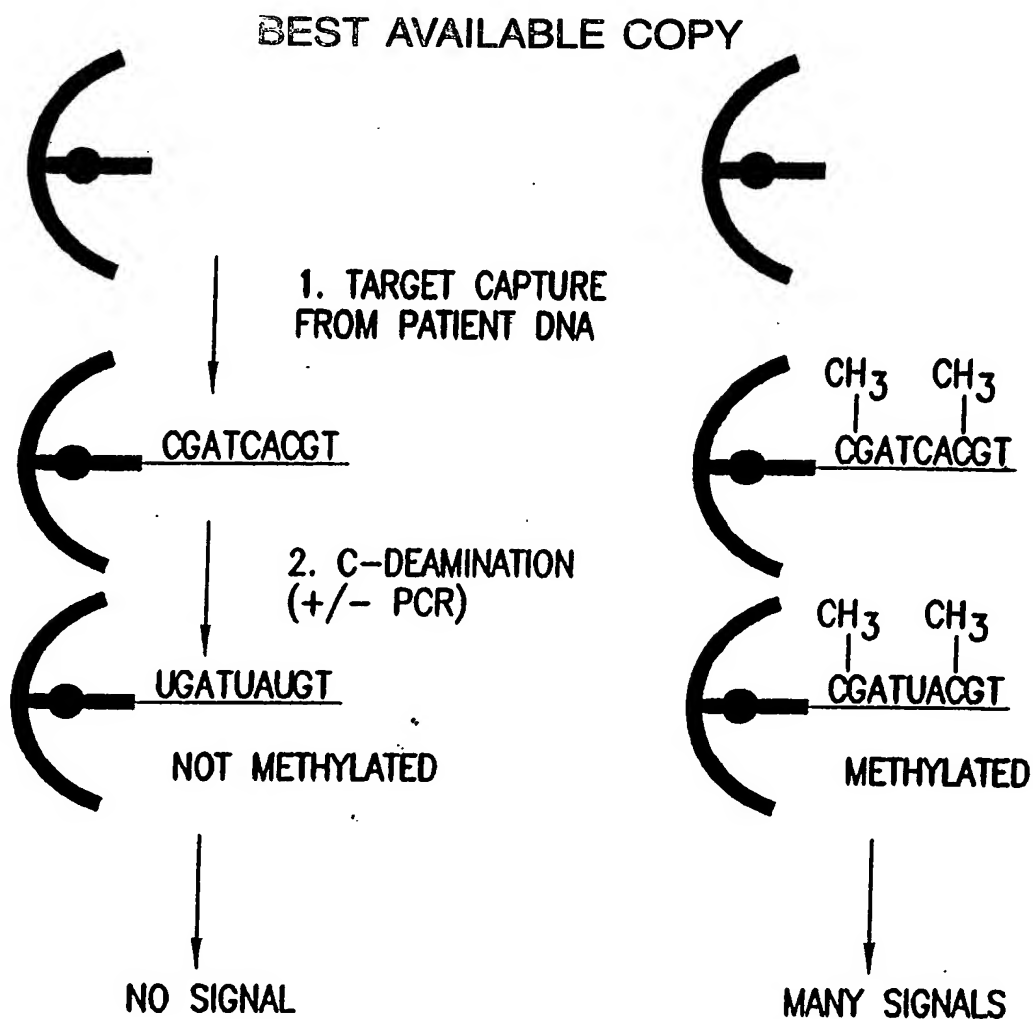 BEST AVAILABLE COPY
1. TARGET CAPTURE
FROM PATIENT DNA
CGATCACGT
CH3 CH3
CGATCACGT
2. C-DEAMINATION
(+/- PCR)
UGATUAUGT
CH3 CH3
CGATUACGT
NOT METHYLATED
METHYLATED
NO SIGNAL
MANY SIGNALS